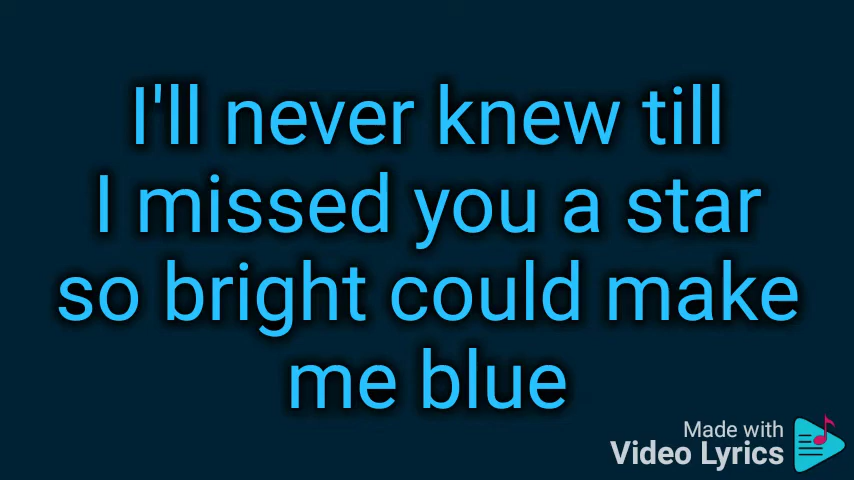 I'll never knew till
I missed you a star
so bright could make
me blue
Made with
Video Lyrics